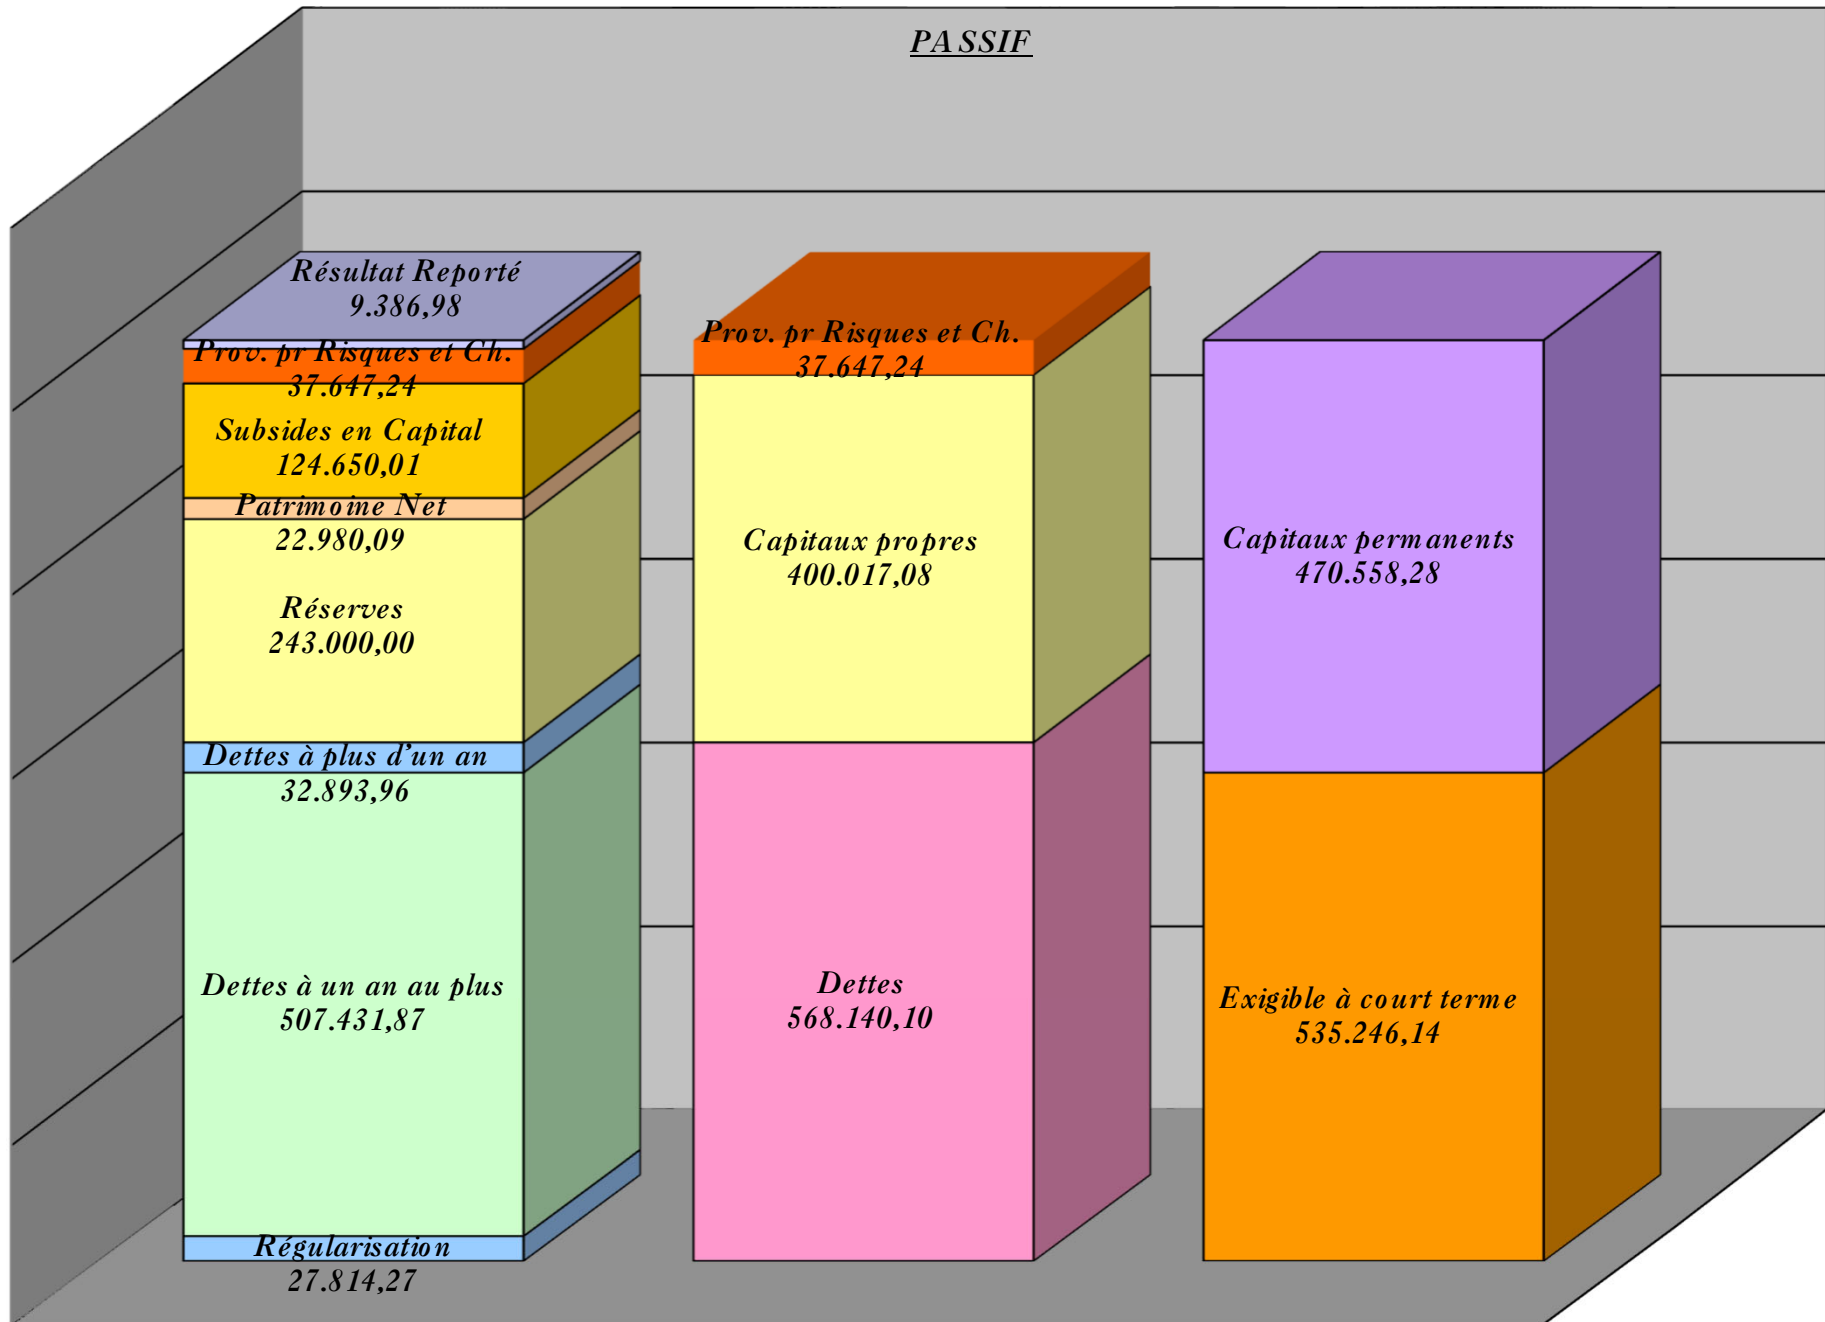 PASSIF
Résultat Reporté
9.386,98
Prov. pr Risques et Ch.
37.647,24
Subsides en Capital
124.650,01
Patrimoine Net
22.980,09
Réserves
243.000,00
Dettes à plus d'un an
32.893,96
Dettes à un an au plus
507.431,87
Régularisation
27.814,27
Prov. pr Risques et Ch.
37.647,24
Capitaux propres
400.017,08
Dettes
568.140,10
Capitaux permanents
470.558,28
Exigible à court terme
535.246,14